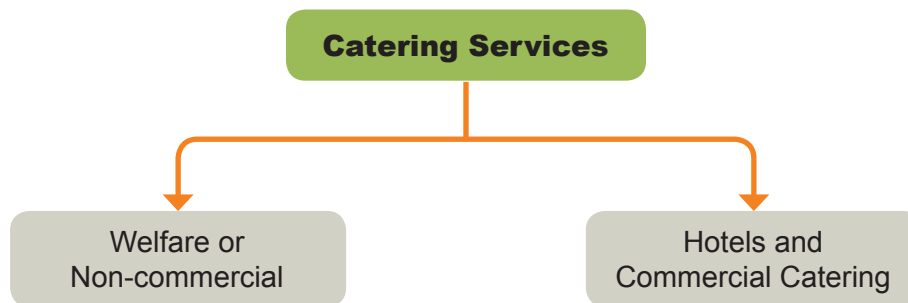 Catering Services
Welfare or
Non-commercial
Hotels and
Commercial Catering